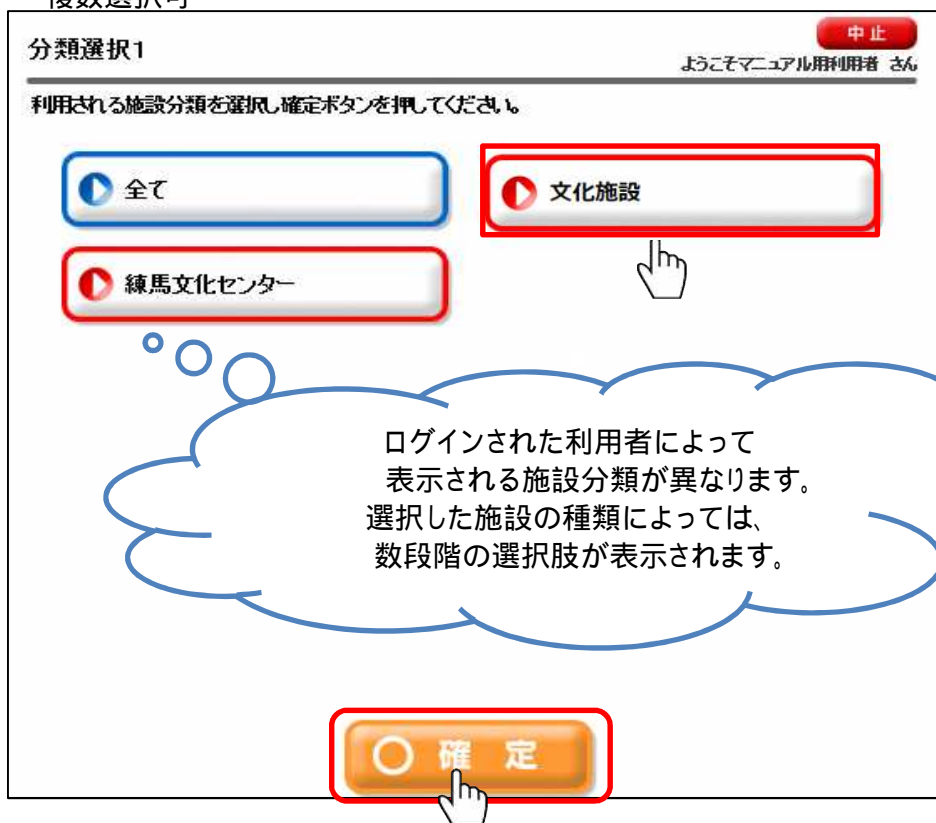 複数選択可
中止
分類選択1
ようこそマニュアル用利用者 さん
利用される施設分類を選択し確定ボタンを押してください。
全て
文化施設
練馬文化センター
ログインされた利用者によって
表示される施設分類が異なります。
選択した施設の種類によっては、
数段階の選択肢が表示されます。
確 定